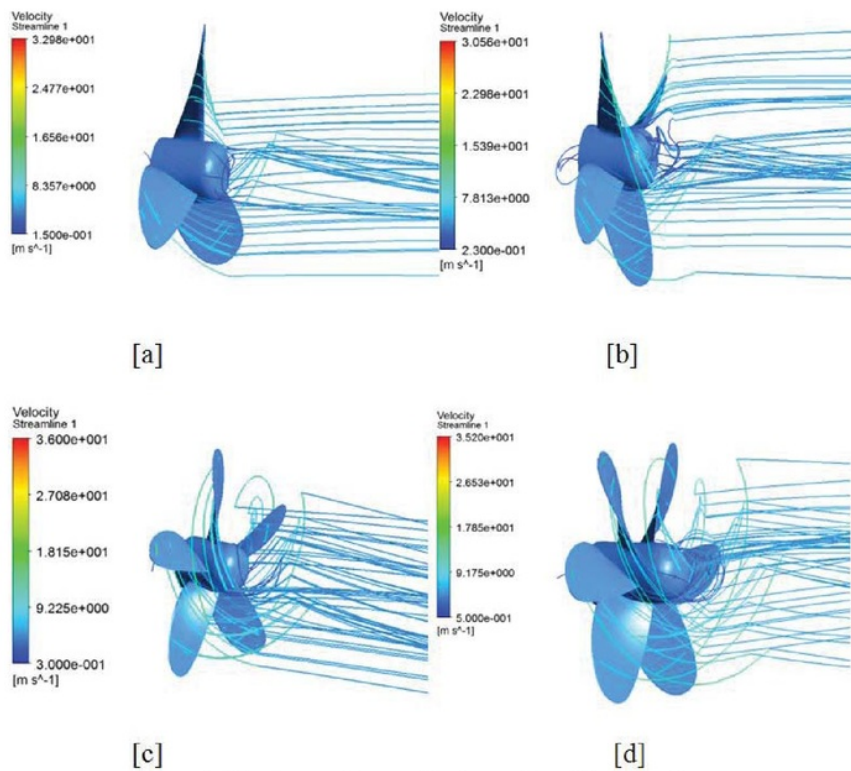 Velocity
Streamline 1
3.298e+001
2.477e+001
1.656e+001
8.357e+000
1.500e-001
[m s^-1]
[a]
Velocity
Streamline 1
3.056e+001
2.298e+001
1.539e+001
7.813e+000
2.300e-001
[m s^-1]
[b]
Velocity
Streamline 1
3.600e+001
2.708e+001
1.815e+001
9.225e+000
3.000e-001
[m s^-1]
[c]
Velocity
Streamline 1
3.520e+001
2.653e+001
1.785e+001
9.175e+000
5.000e-001
[m s^-1]
[d]